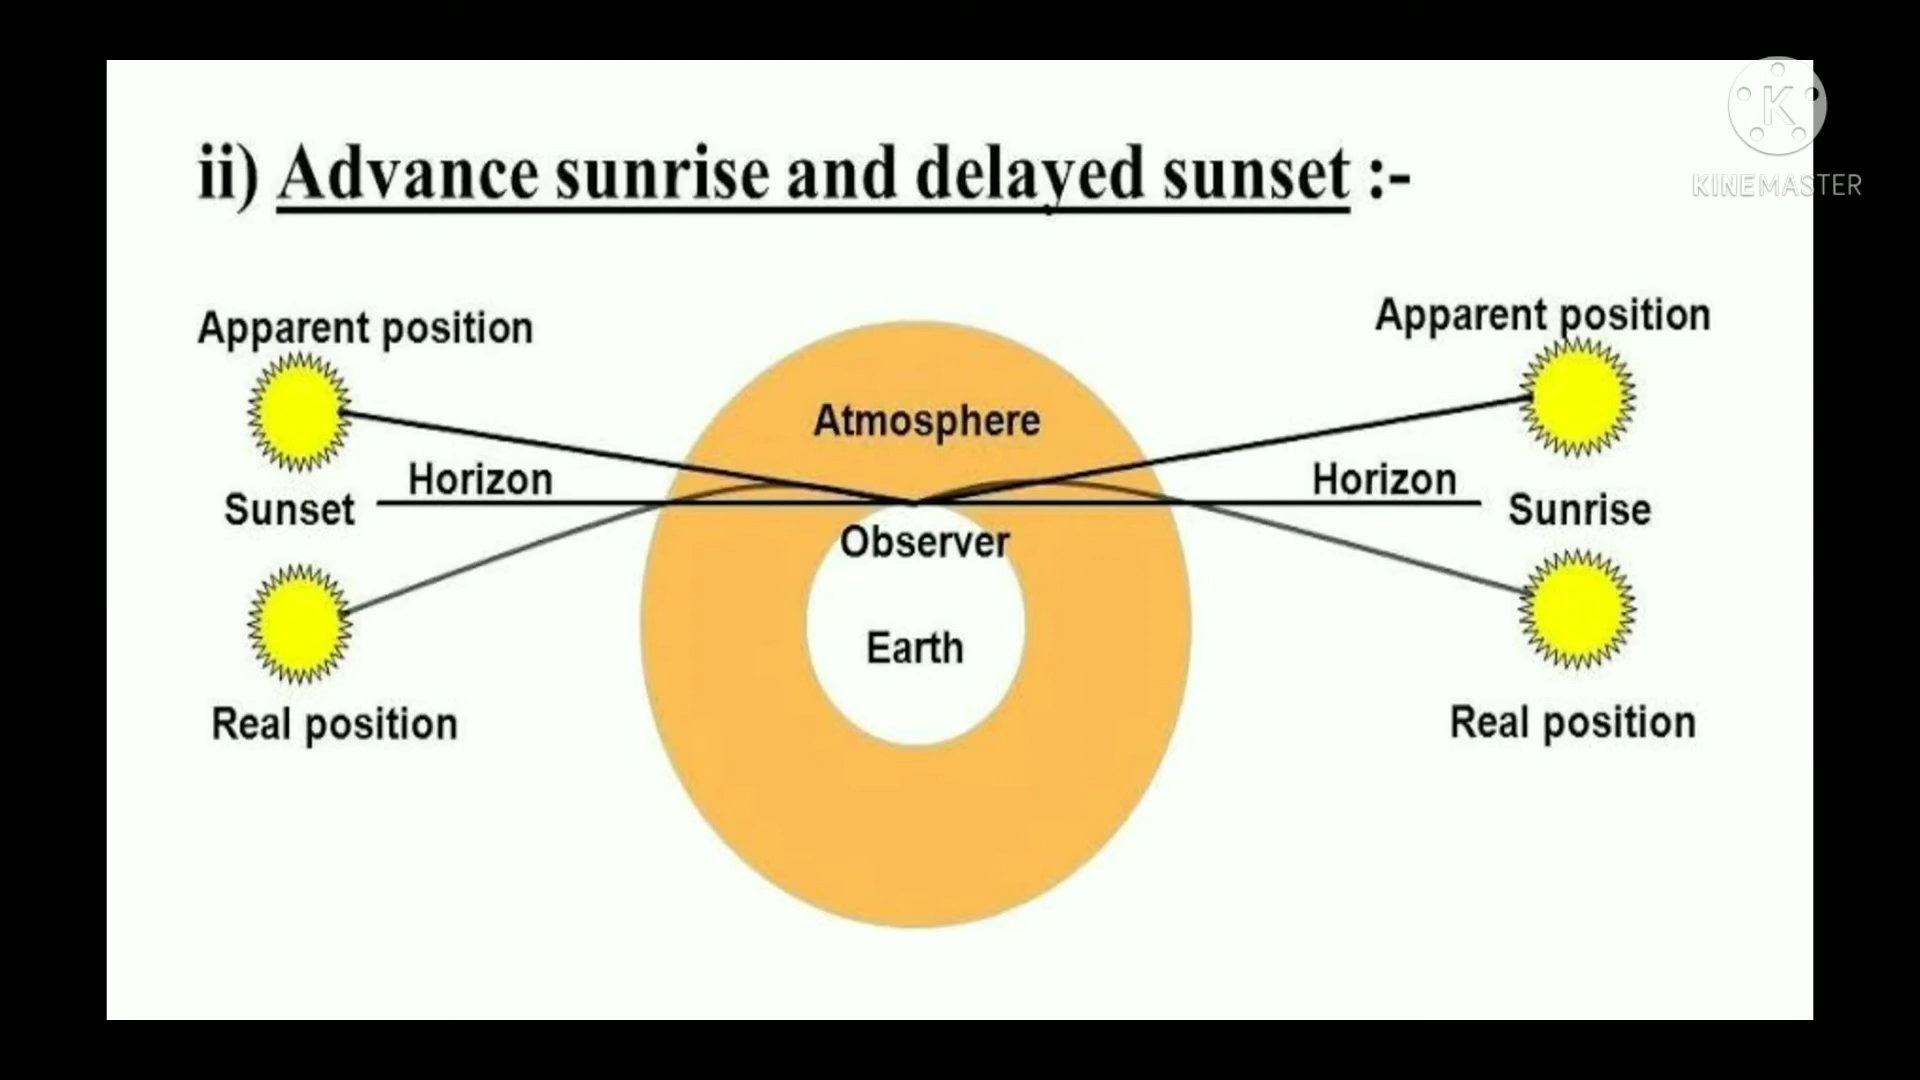 K
KINEMASTER
ii) Advance sunrise and delayed sunset :-
Apparent position
Apparent position
Atmosphere
Horizon
Horizon
Sunset
Sunrise
Observer
Earth
Real position
Real position